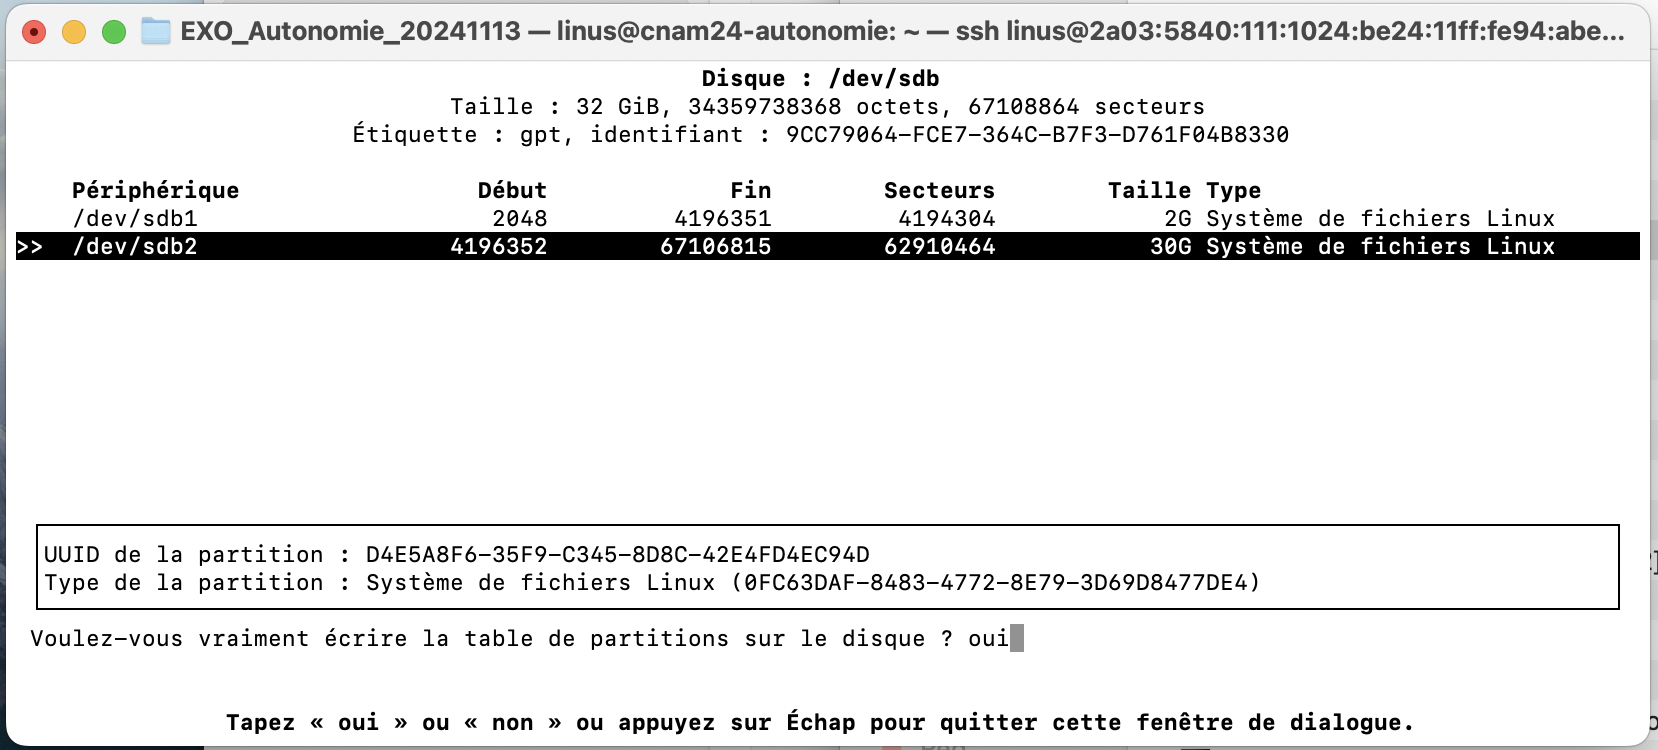 EXO_Autonomie_20241113 — linus@cnam24-autonomie: ~ — ssh linus@2a03:5840:111:1024:be24:11ff:fe94:abe...
Disque : /dev/sdb
Taille : 32 GiB, 34359738368 octets, 67108864 secteurs
Étiquette : gpt, identifiant : 9CC79064-FCE7-364C-B7F3-D761F04B8330
Périphérique Début Fin Secteurs Taille Type
/dev/sdb1 2048 4196351 4194304 2G Système de fichiers Linux
>> /dev/sdb2 4196352 67106815 62910464 30G Système de fichiers Linux
UUID de la partition : D4E5A8F6-35F9-C345-8D8C-42E4FD4EC94D
Type de la partition : Système de fichiers Linux (0FC63DAF-8483-4772-8E79-3D69D8477DE4)
Voulez-vous vraiment écrire la table de partitions sur le disque ? oui
Tapez « oui » ou « non » ou appuyez sur Échap pour quitter cette fenêtre de dialogue.